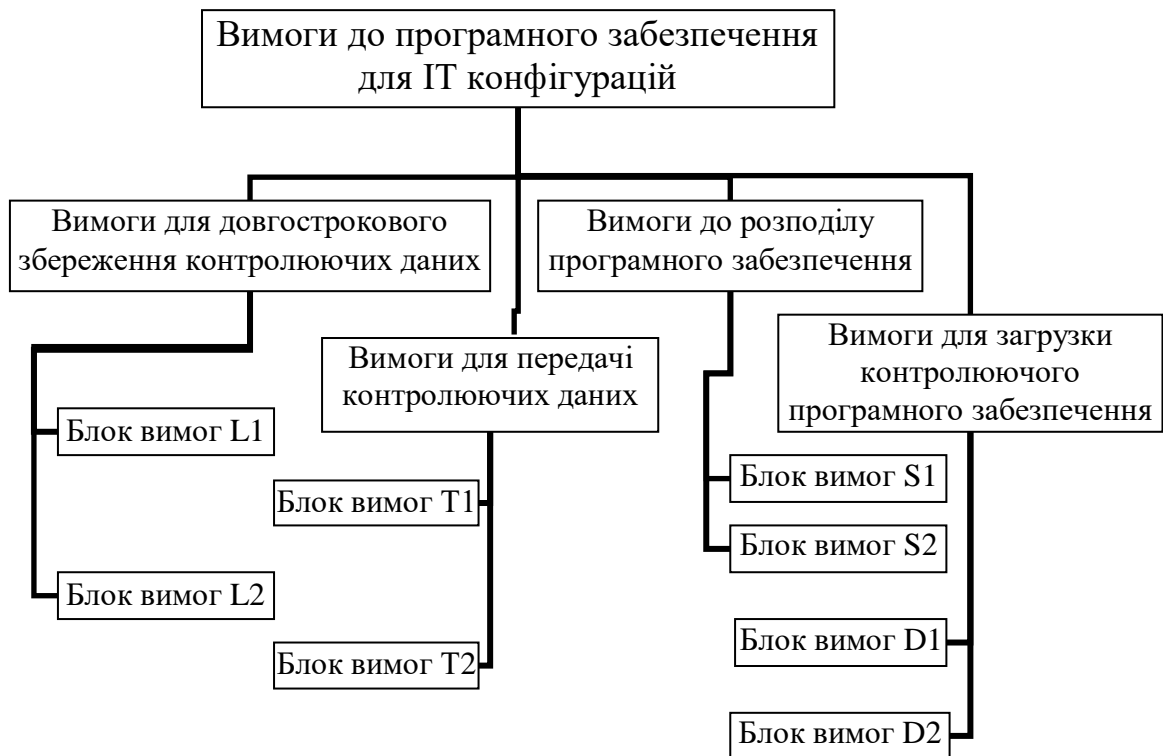 Вимоги до програмного забезпечення
для ІТ конфігурацій
Вимоги для довгострокового
збереження контролюючих даних
Вимоги до розподілу
програмного забезпечення
Вимоги для передачі
контролюючих даних
Вимоги для загрузки
контролюючого
програмного забезпечення
Блок вимог L1
Блок вимог L2
Блок вимог T1
Блок вимог T2
Блок вимог S1
Блок вимог S2
Блок вимог D1
Блок вимог D2